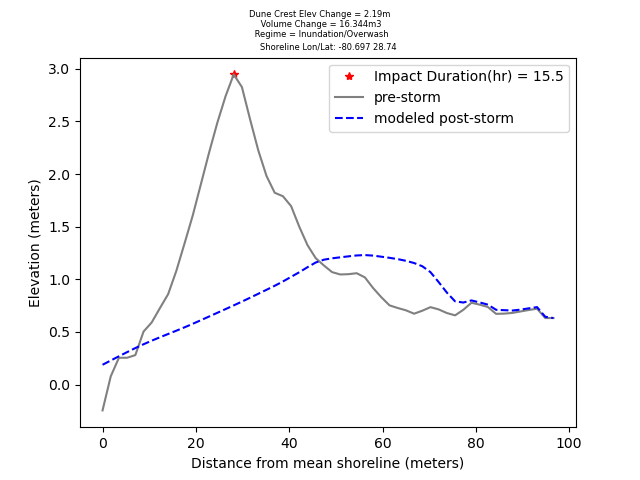 Dune Crest Elev Change = 2.19m
Volume Change = 16.344m3
Regime = Inundation/Overwash
Shoreline Lon/Lat: -80.697 28.74
Impact Duration(hr) = 15.5
pre-storm
modeled post-storm
3.0
2.5
2.0
1.5
1.0
0.5
0.0
Elevation (meters)
0 20 40 60 80 100
Distance from mean shoreline (meters)